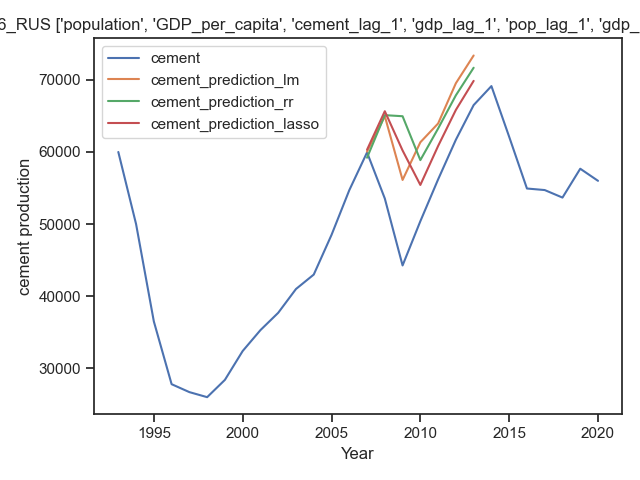 6_RUS ['population', 'GDP_per_capita', 'cement_lag_1', 'gdp_lag_1', 'pop_lag_1', 'gdp_
cement
cement_prediction_lm
cement_prediction_rr
cement_prediction_lasso
cement production
70000
60000
50000
40000
30000
1995
2000
2005
2010
2015
2020
Year